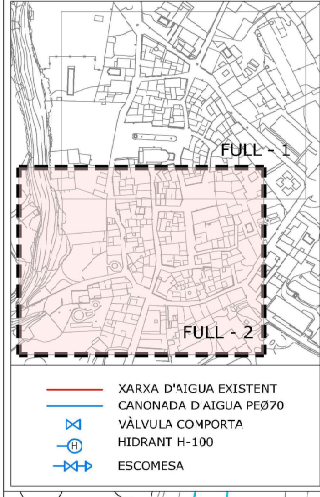 FULL - 1
FULL - 2
XARXA D'AIGUA EXISTENT
CANONADA D'AIGUA PEØ70
VÀLVULA COMPORTA
H
HIDRANT H-100
ESCOMESA